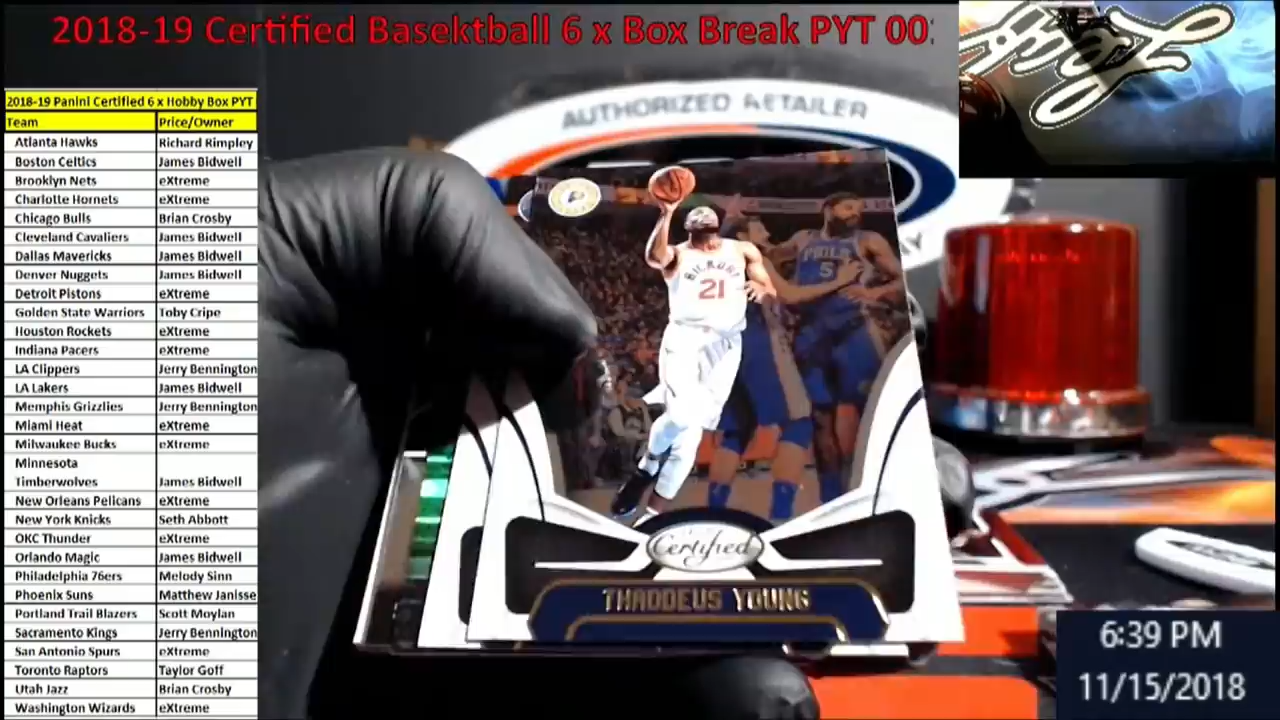 2018-19 Certified Basektball 6 x Box Break PYT 00
2018-19 Panini Certified 6 x Hobby Box PYT
Team Price/Owner
Atlanta Hawks Richard Rimpley
Boston Celtics James Bidwell
Brooklyn Nets eXtreme
Charlotte Hornets eXtreme
Chicago Bulls Brian Crosby
Cleveland Cavaliers James Bidwell
Dallas Mavericks James Bidwell
Denver Nuggets James Bidwell
Detroit Pistons eXtreme
Golden State Warriors Toby Cripe
Houston Rockets eXtreme
Indiana Pacers eXtreme
LA Clippers Jerry Bennington
LA Lakers James Bidwell
Memphis Grizzlies Jerry Bennington
Miami Heat eXtreme
Milwaukee Bucks eXtreme
Minnesota
Timberwolves James Bidwell
New Orleans Pelicans eXtreme
New York Knicks Seth Abbott
OKC Thunder eXtreme
Orlando Magic James Bidwell
Philadelphia 76ers Melody Sinn
Phoenix Suns Matthew Janisse
Portland Trail Blazers Scott Moylan
Sacramento Kings Jerry Bennington
San Antonio Spurs eXtreme
Toronto Raptors Taylor Goff
Utah Jazz Brian Crosby
Washington Wizards eXtreme
AUTHORIZED RETAILER
HICKORY
21
PHILA
5
Certified
THADDEUS YOUNG
6:39 PM
11/15/2018